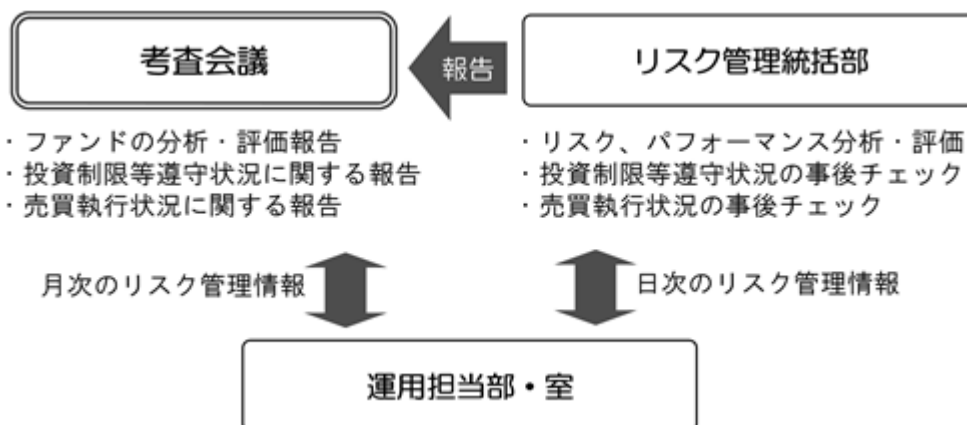 考査会議
報告
リスク管理統括部
・ファンドの分析・評価報告
・投資制限等遵守状況に関する報告
・売買執行状況に関する報告
・リスク、パフォーマンス分析・評価
・投資制限等遵守状況の事後チェック
・売買執行状況の事後チェック
月次のリスク管理情報
日次のリスク管理情報
運用担当部・室